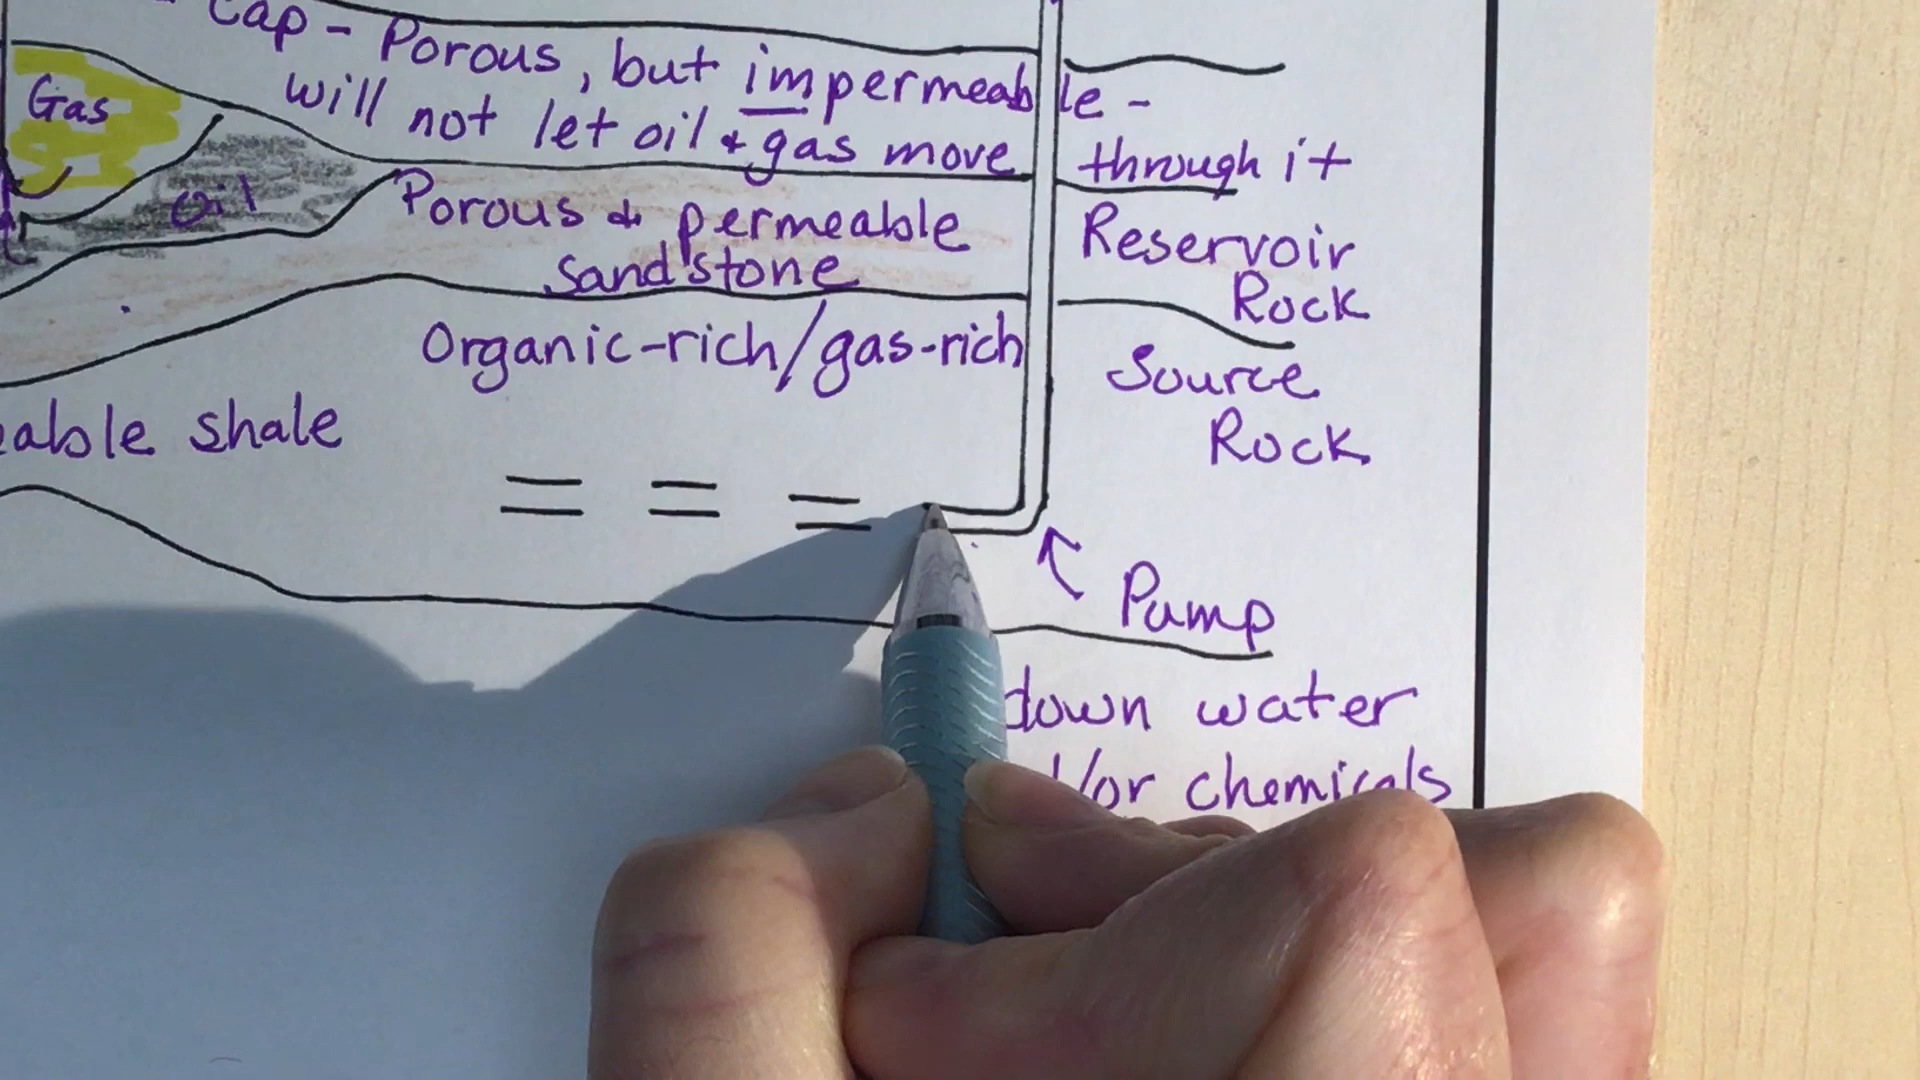 Cap - Porous, but impermeable -
will not let oil & gas move through it
Gas
Oil
Porous & permeable
Sandstone
Reservoir
Rock
Organic-rich/gas-rich
Source
Rock
shale
Pump
down water
/or chemicals